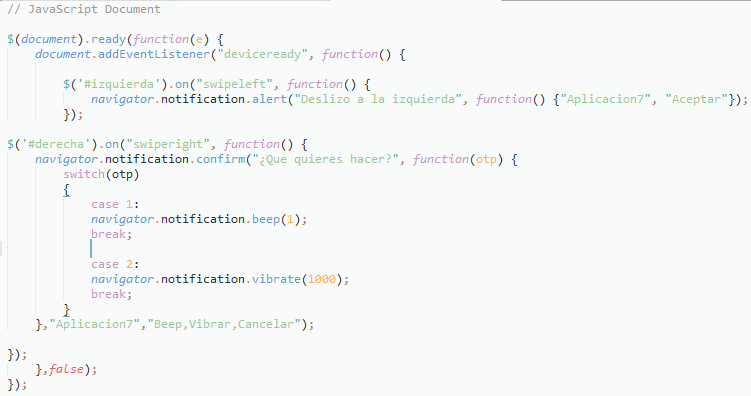 // JavaScript Document
$(document).ready(function(e) {
document.addEventListener("deviceready", function() {
$('#izquierda').on("swipeleft", function() {
navigator.notification.alert("Deslizo a la izquierda", function() {"Aplicacion7", "Aceptar"});
});
$('#derecha').on("swiperight", function() {
navigator.notification.confirm("¿Que quieres hacer?", function(otp) {
switch(otp)
{
case 1:
navigator.notification.beep(1);
break;
case 2:
navigator.notification.vibrate(1000);
break;
}
},"Aplicacion7","Beep,Vibrar,Cancelar");
});
},false);
});